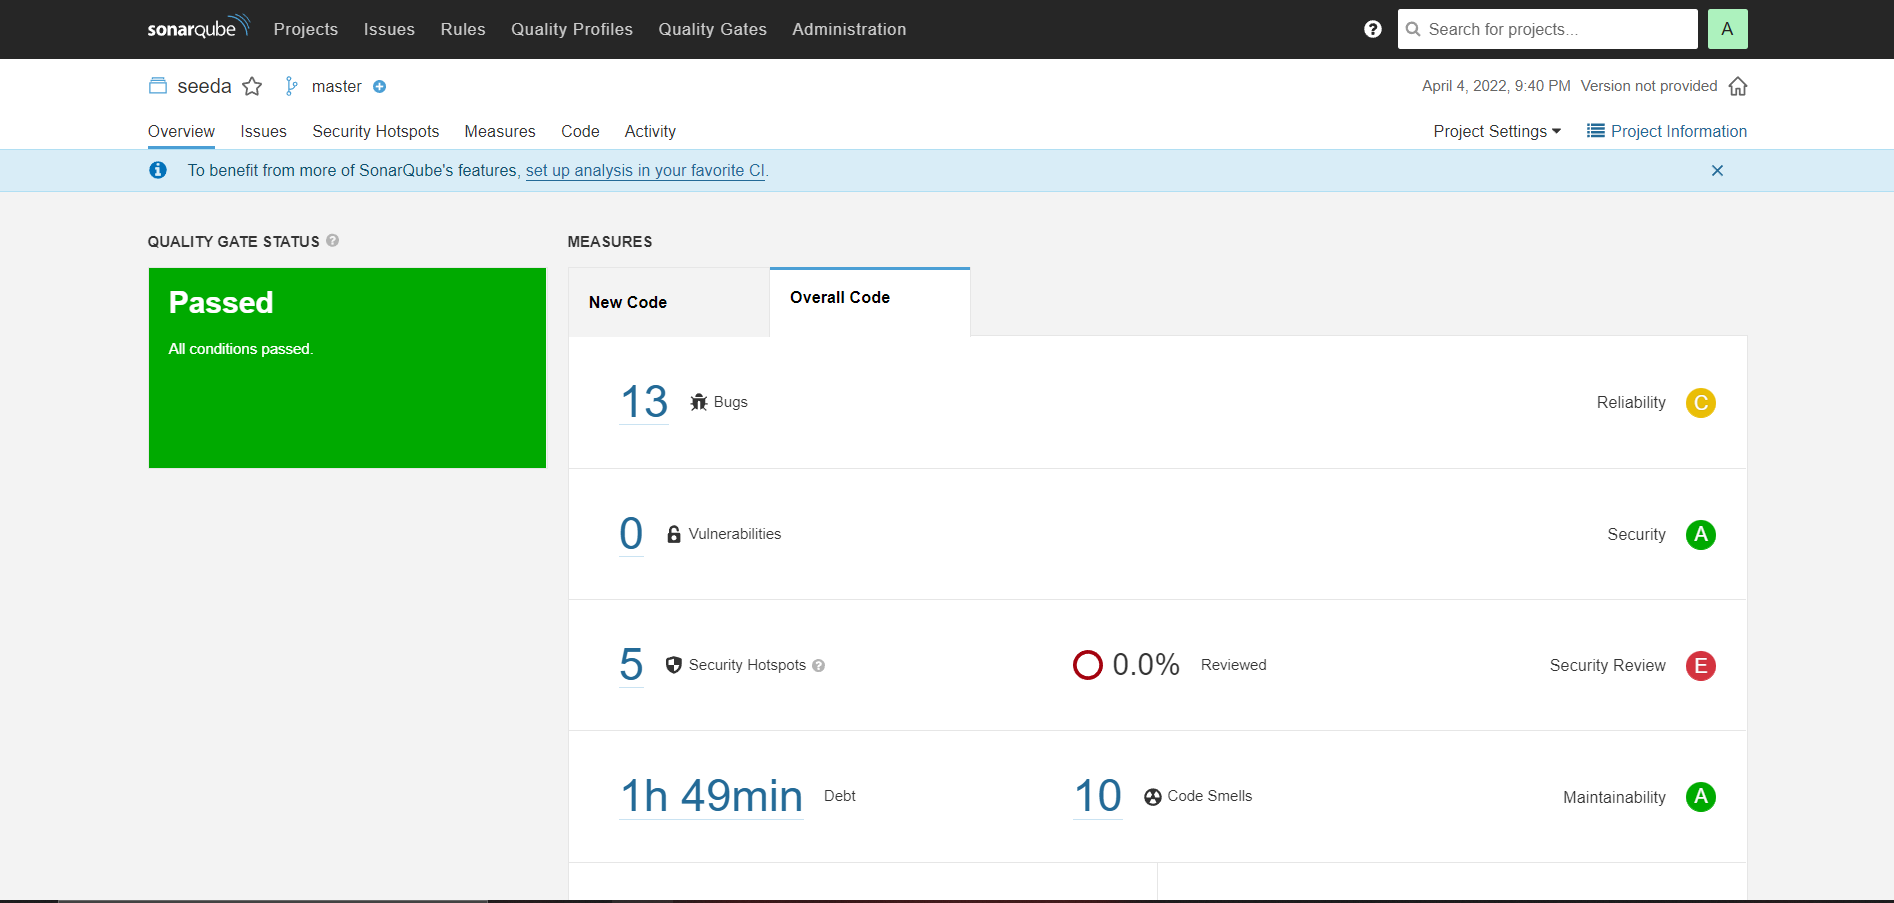 sonarqube Projects Issues Rules Quality Profiles Quality Gates Administration ? Search for projects... A
seeda master April 4, 2022, 9:40 PM Version not provided
Overview Issues Security Hotspots Measures Code Activity Project Settings Project Information
To benefit from more of SonarQube's features, set up analysis in your favorite CI.
QUALITY GATE STATUS ?
MEASURES
Passed
All conditions passed.
New Code
Overall Code
13 Bugs Reliability C
0 Vulnerabilities Security A
5 Security Hotspots ? 0.0% Reviewed Security Review E
1h 49min Debt 10 Code Smells Maintainability A